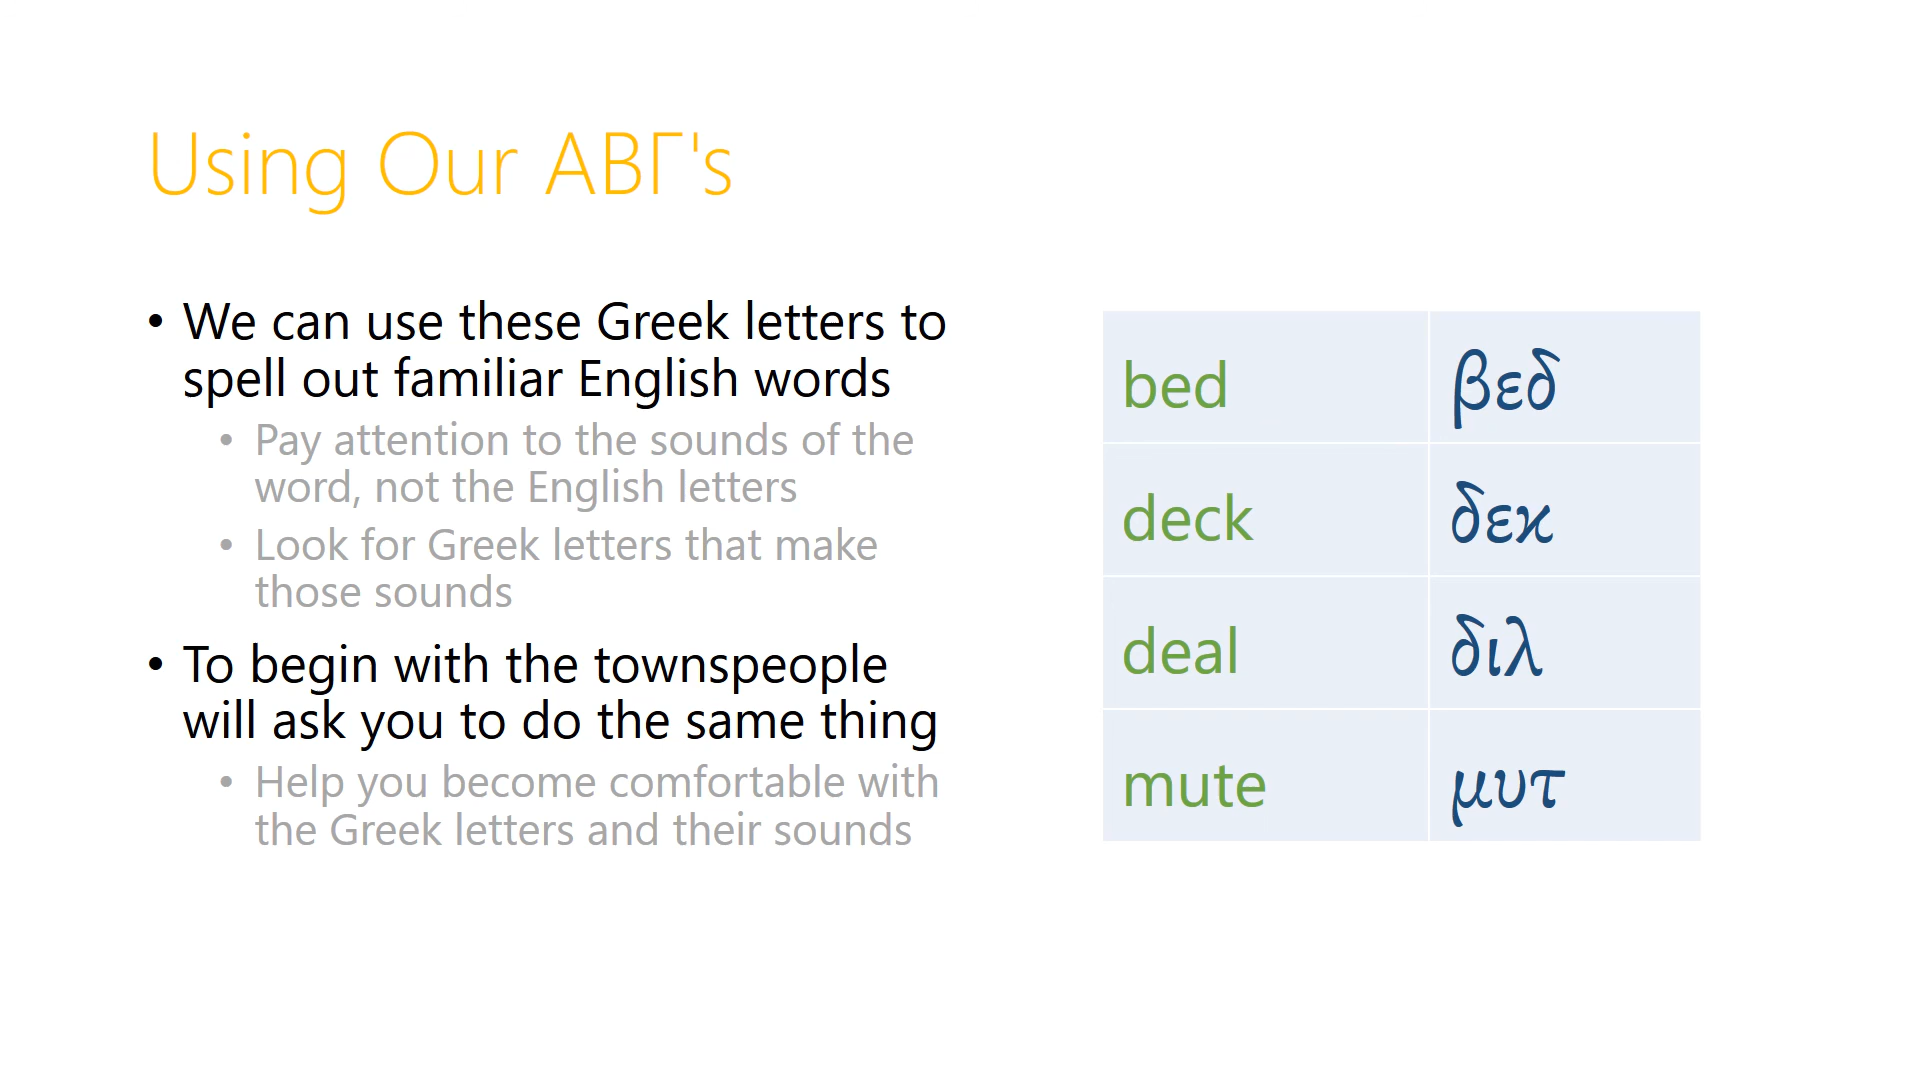 Using Our ΑΒΓ's
• We can use these Greek letters to
spell out familiar English words
• Pay attention to the sounds of the
word, not the English letters
• Look for Greek letters that make
those sounds
• To begin with the townspeople
will ask you to do the same thing
• Help you become comfortable with
the Greek letters and their sounds
bed βεδ
deck δεκ
deal διλ
mute μυτ